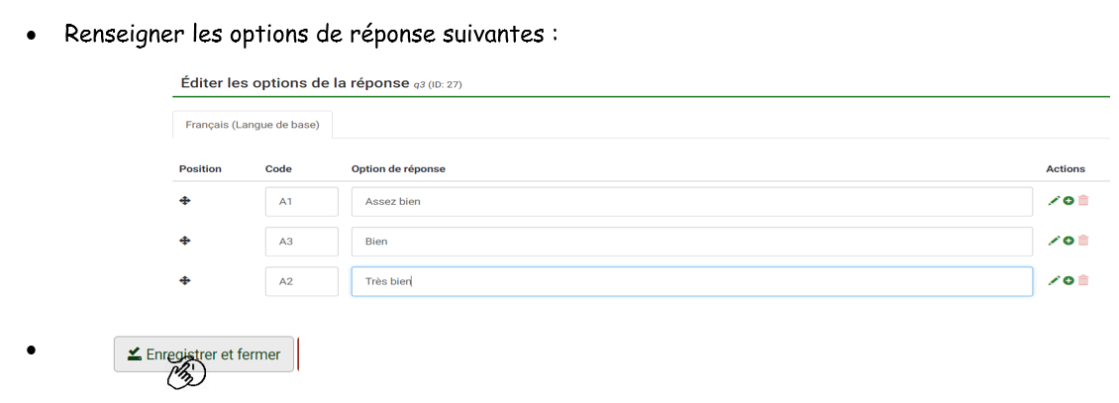 • Renseigner les options de réponse suivantes :
Éditer les options de la réponse q3 (ID: 27)
Français (Langue de base)
Position Code Option de réponse Actions
A1 Assez bien
A3 Bien
A2 Très bien
• Enregistrer et fermer